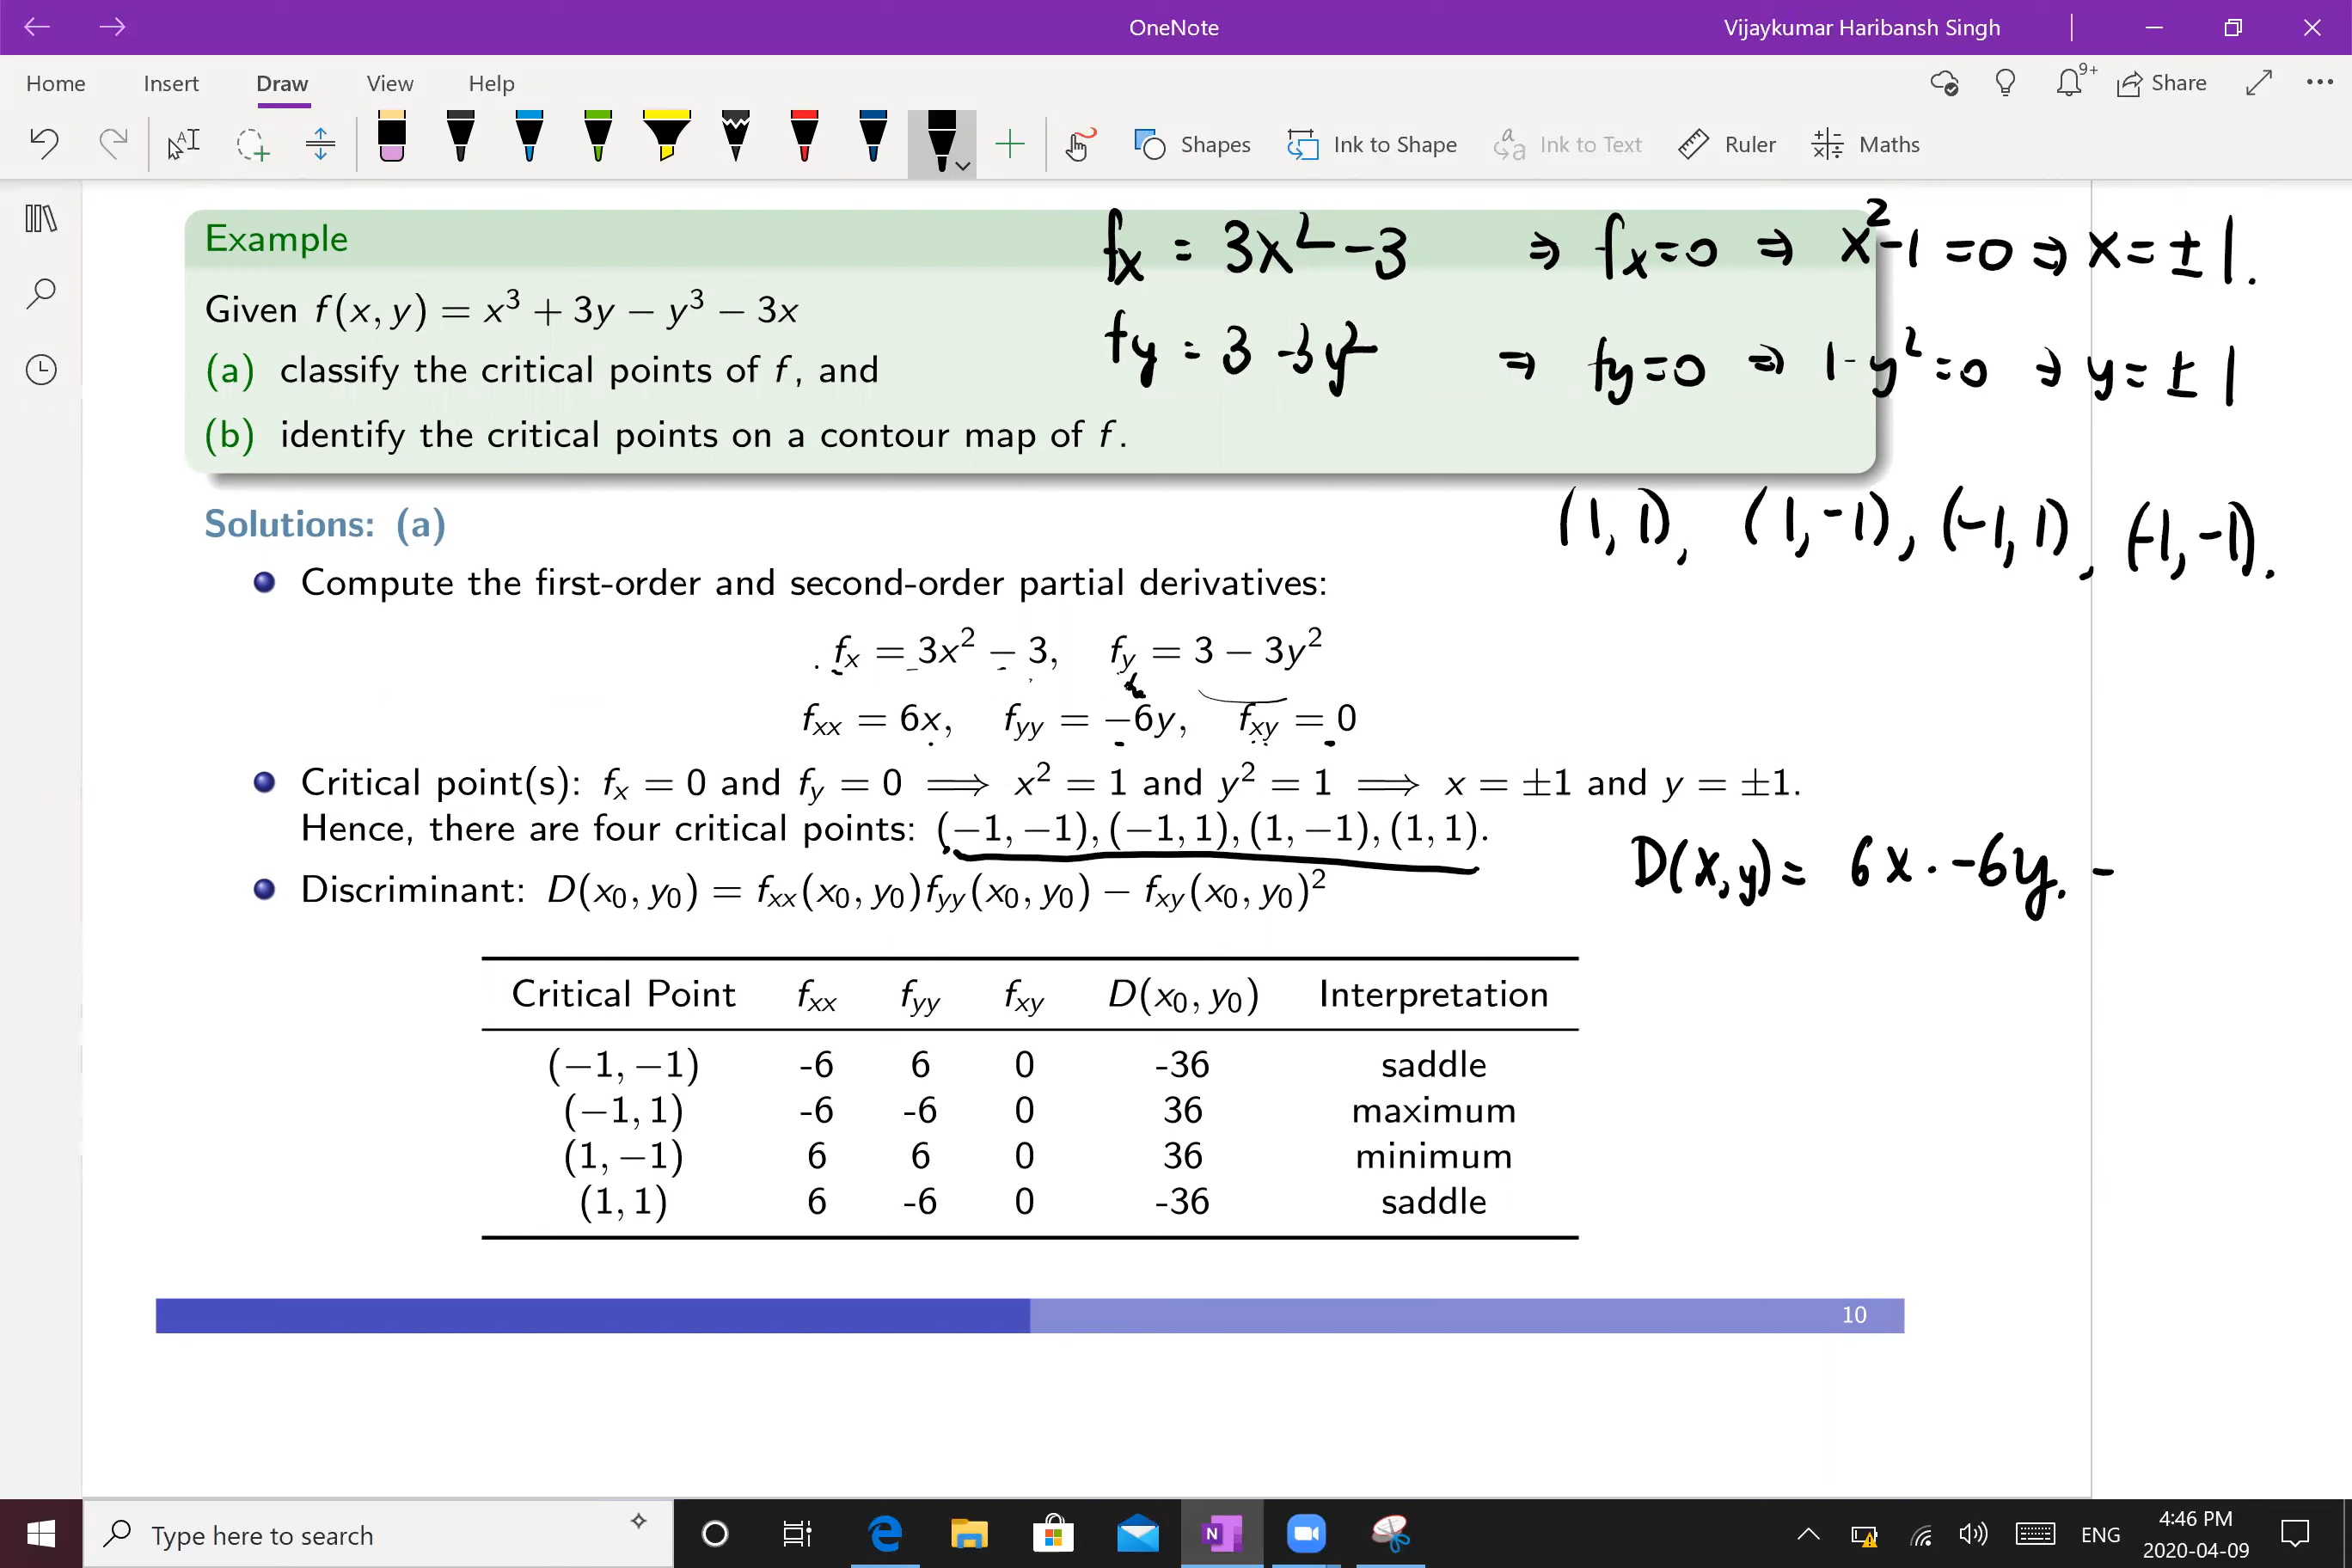 OneNote
Vijaykumar Haribansh Singh
Home Insert Draw View Help
9+ Share
Shapes Ink to Shape Ink to Text Ruler Maths
Example
fx = 3x² - 3 ⇒ fx = 0 ⇒ x² - 1 = 0 ⇒ x = ± 1.
Given f(x, y) = x³ + 3y − y³ − 3x
fy = 3 - 3y² ⇒ fy = 0 ⇒ 1 - y² = 0 ⇒ y = ± 1
(a) classify the critical points of f, and
(b) identify the critical points on a contour map of f.
(1, 1), (1, -1), (-1, 1), (-1, -1).
Solutions: (a)
Compute the first-order and second-order partial derivatives:
fx = 3x² − 3, fy = 3 − 3y²
fxx = 6x, fyy = −6y, fxy = 0
Critical point(s): fx = 0 and fy = 0 ⟹ x² = 1 and y² = 1 ⟹ x = ±1 and y = ±1.
Hence, there are four critical points: (−1, −1), (−1, 1), (1, −1), (1, 1).
D(x,y) = 6x · -6y. -
Discriminant: D(x₀, y₀) = fxx(x₀, y₀)fyy(x₀, y₀) − fxy(x₀, y₀)²
Critical Point fxx fyy fxy D(x₀, y₀) Interpretation
(−1, −1) -6 6 0 -36 saddle
(−1, 1) -6 -6 0 36 maximum
(1, −1) 6 6 0 36 minimum
(1, 1) 6 -6 0 -36 saddle
10
Type here to search
ENG
4:46 PM
2020-04-09